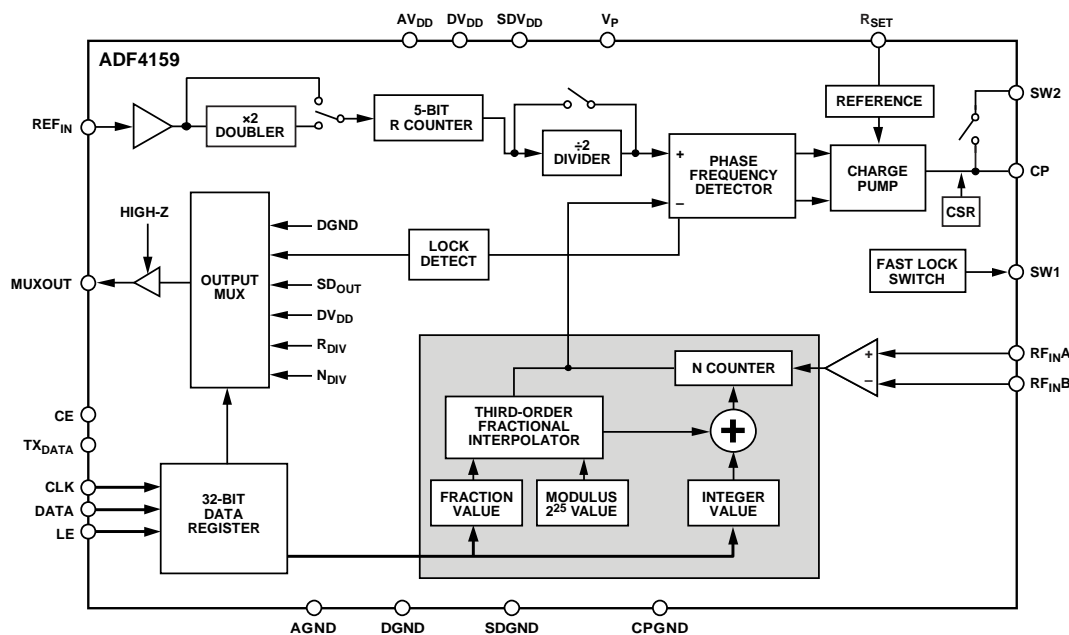 AVDD
DVDD
SDVDD
VP
RSET
ADF4159
REFIN
×2
DOUBLER
5-BIT
R COUNTER
÷2
DIVIDER
+
–
PHASE
FREQUENCY
DETECTOR
REFERENCE
CHARGE
PUMP
CSR
SW2
CP
HIGH-Z
MUXOUT
OUTPUT
MUX
DGND
LOCK
DETECT
SDOUT
DVDD
RDIV
NDIV
FAST LOCK
SWITCH
SW1
N COUNTER
+
–
RFINA
RFINB
THIRD-ORDER
FRACTIONAL
INTERPOLATOR
+
FRACTION
VALUE
MODULUS
2²⁵ VALUE
INTEGER
VALUE
CE
TXDATA
CLK
DATA
LE
32-BIT
DATA
REGISTER
AGND
DGND
SDGND
CPGND